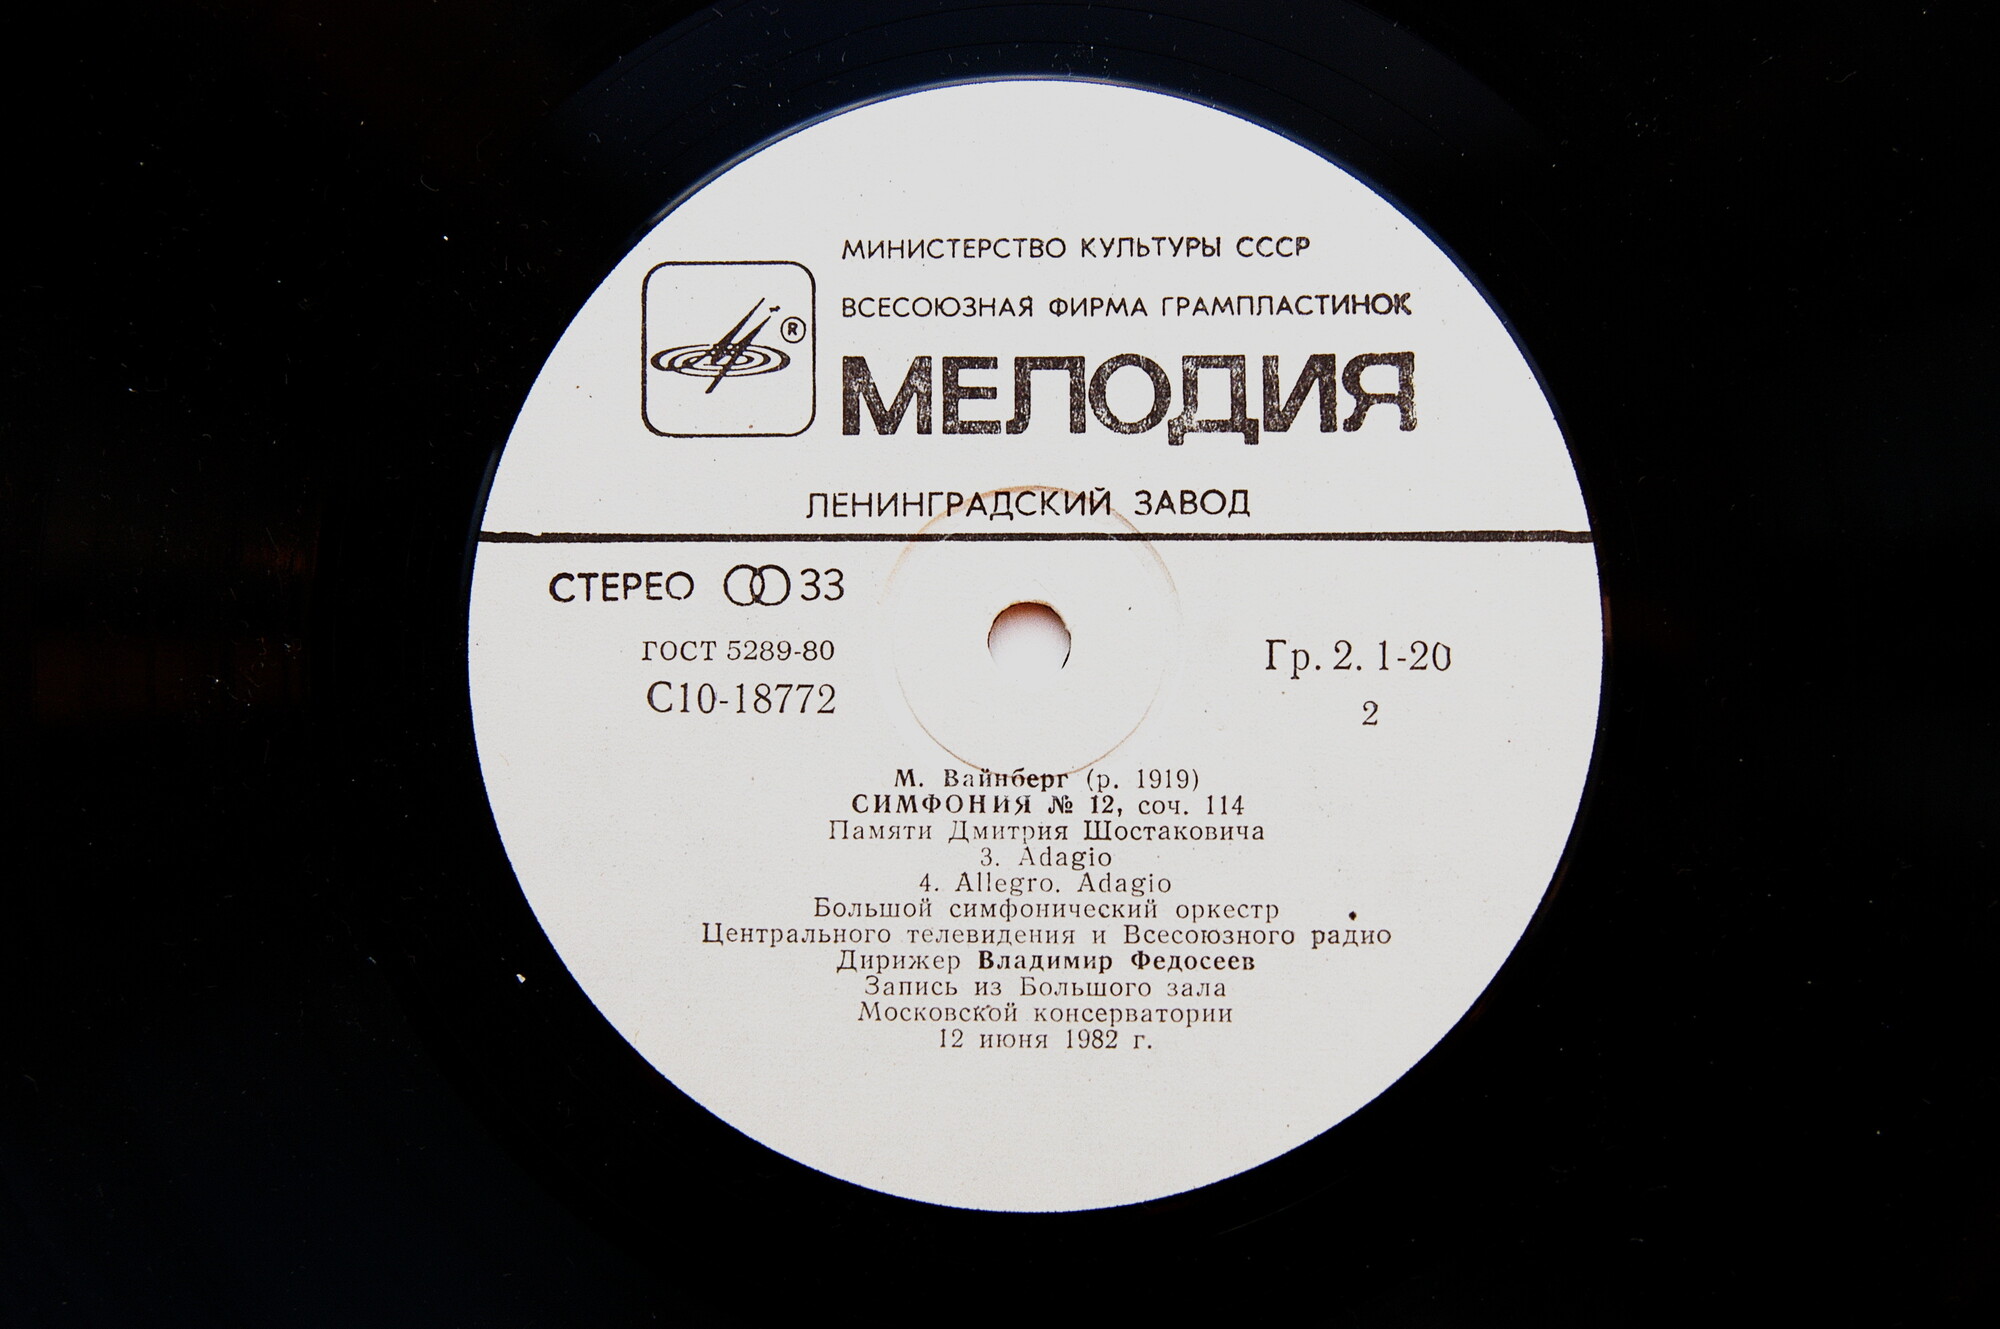 МИНИСТЕРСТВО КУЛЬТУРЫ СССР
ВСЕСОЮЗНАЯ ФИРМА ГРАМПЛАСТИНОК
®
МЕЛОДИЯ
ЛЕНИНГРАДСКИЙ ЗАВОД
СТЕРЕО 33
ГОСТ 5289-80
С10-18772
Гр. 2. 1-20
2
М. Вайнберг (р. 1919)
СИМФОНИЯ № 12, соч. 114
Памяти Дмитрия Шостаковича
3. Adagio
4. Allegro. Adagio
Большой симфонический оркестр
Центрального телевидения и Всесоюзного радио
Дирижер Владимир Федосеев
Запись из Большого зала
Московской консерватории
12 июня 1982 г.